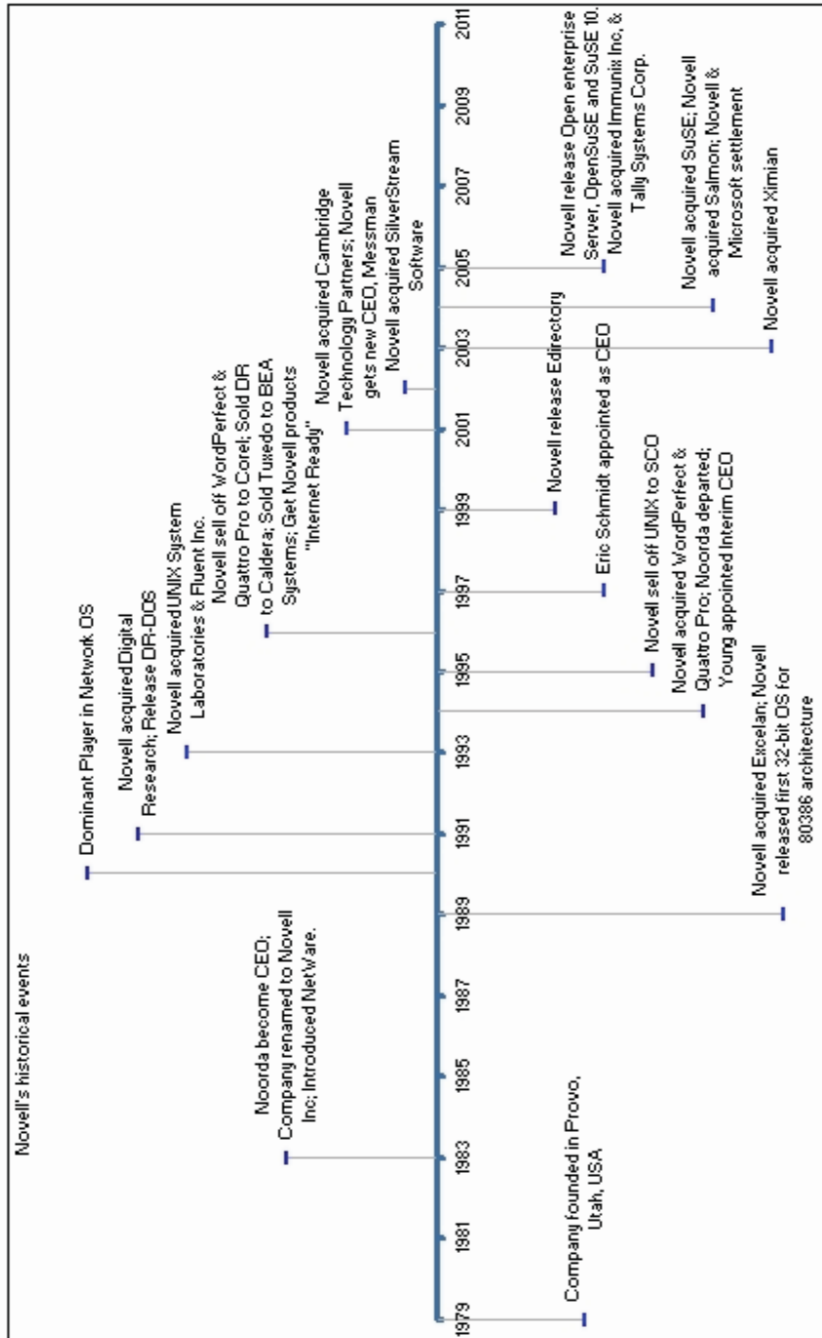 Novell's historical events
Dominant Player in Network OS
Novell acquired Digital
Research; Release DR-DOS
Novell acquired UNIX System
Laboratories & Fluent Inc.
Noorda become CEO;
Company renamed to Novell
Inc; Introduced NetWare.
Novell sell off WordPerfect &
Quattro Pro to Corel; Sold DR
to Caldera; Sold Tuxedo to BEA
Systems; Get Novell products
"Internet Ready"
Novell acquired Cambridge
Technology Partners; Novell
gets new CEO, Messman
Novell acquired SilverStream
Software
1979 1981 1983 1985 1987 1989 1991 1993 1995 1997 1999 2001 2003 2005 2007 2009 2011
Company founded in Provo,
Utah, USA
Novell release Edirectory
Novell release Open enterprise
Server, OpenSuSE and SuSE 10.
Novell acquired Immunix Inc, &
Tally Systems Corp.
Eric Schmidt appointed as CEO
Novell sell off UNIX to SCO
Novell acquired WordPerfect &
Quattro Pro; Noorda departed;
Young appointed Interim CEO
Novell acquired SuSE; Novell
acquired Salmon; Novell &
Microsoft settlement
Novell acquired Excelan; Novell
released first 32-bit OS for
80386 architecture
Novell acquired Ximian